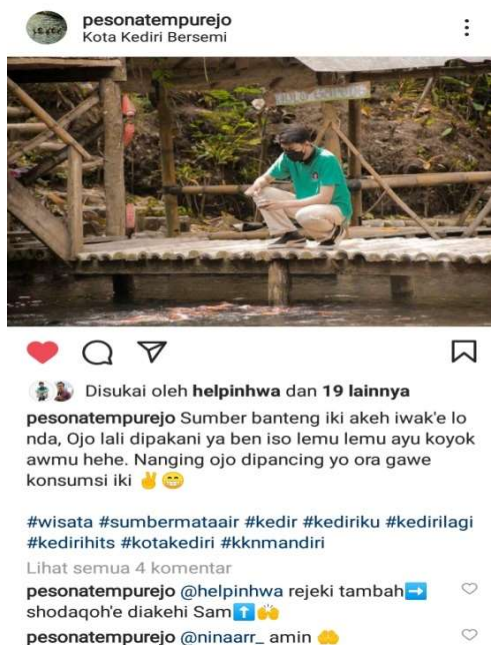 pesonatempurejo
Kota Kediri Bersemi
Disukai oleh helpinhwa dan 19 lainnya
pesonatempurejo Sumber banteng iki akeh iwak'e lo
nda, Ojo lali dipakani ya ben iso lemu lemu ayu koyok
awmu hehe. Nanging ojo dipancing yo ora gawe
konsumsi iki ✌😁
#wisata #sumbermataair #kedir #kediriku #kedirilagi
#kedirihits #kotakediri #kknmandiri
Lihat semua 4 komentar
pesonatempurejo @helpinhwa rejeki tambah➡
shodaqoh'e diakehi Sam⬆🙌
pesonatempurejo @ninaarr_ amin 🤲